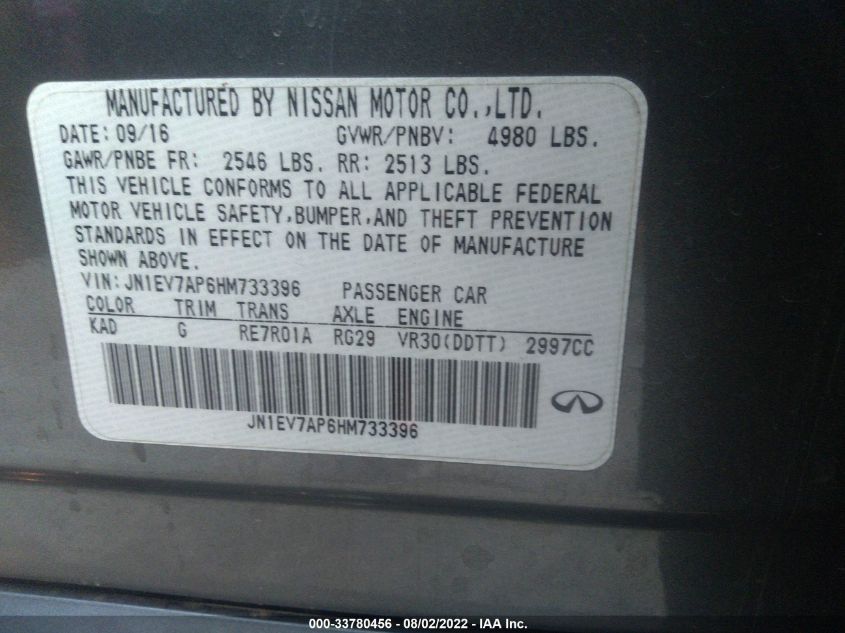 MANUFACTURED BY NISSAN MOTOR CO.,LTD.
DATE: 09/16 GVWR/PNBV: 4980 LBS.
GAWR/PNBE FR: 2546 LBS. RR: 2513 LBS.
THIS VEHICLE CONFORMS TO ALL APPLICABLE FEDERAL
MOTOR VEHICLE SAFETY,BUMPER,AND THEFT PREVENTION
STANDARDS IN EFFECT ON THE DATE OF MANUFACTURE
SHOWN ABOVE.
VIN: JN1EV7AP6HM733396 PASSENGER CAR
COLOR TRIM TRANS AXLE ENGINE
KAD G RE7R01A RG29 VR30(DDTT) 2997CC
JN1EV7AP6HM733396
000-33780456 - 08/02/2022 - IAA Inc.